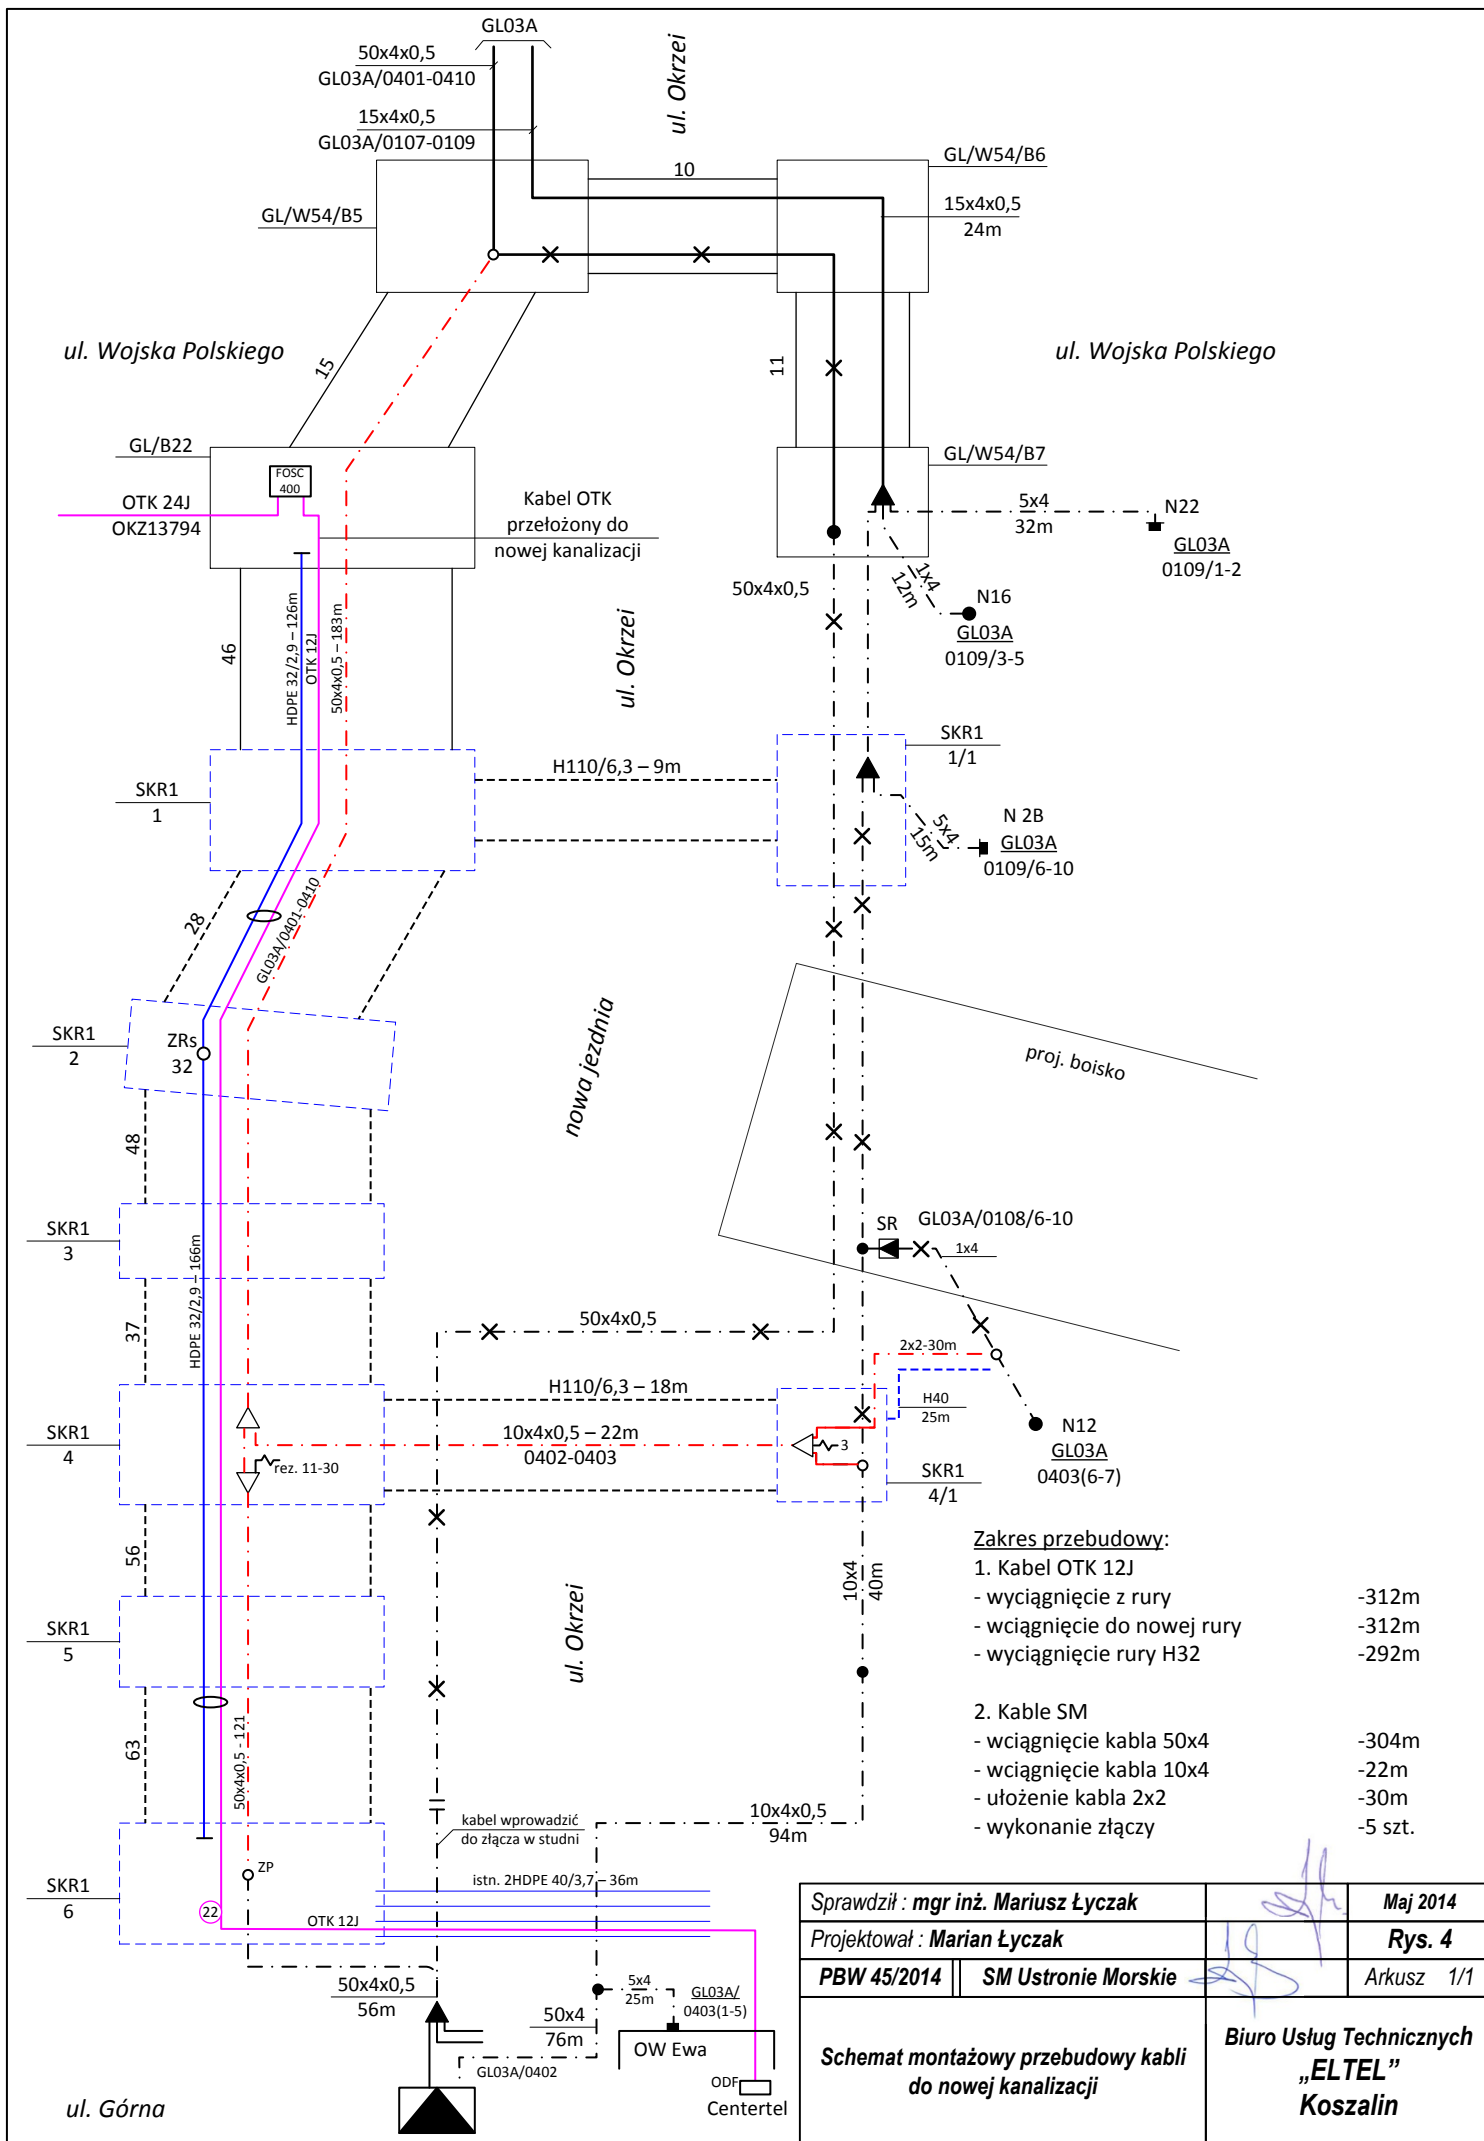 GL03A
50x4x0,5
GL03A/0401-0410
ul. Okrzei
15x4x0,5
GL03A/0107-0109
GL/W54/B6
10
GL/W54/B5
15x4x0,5
24m
ul. Wojska Polskiego
15
11
ul. Wojska Polskiego
GL/B22
GL/W54/B7
FOSC
400
OTK 24J
OKZ13794
Kabel OTK
przełożony do
nowej kanalizacji
5x4
32m
N22
GL03A
0109/1-2
50x4x0,5
1x4
12m
N16
GL03A
0109/3-5
46
HDPE 32/2,9 – 126m
OTK 12J
50x4x0,5 – 183m
ul. Okrzei
SKR1
1/1
H110/6,3 – 9m
SKR1
1
5x4
15m
N 2B
GL03A
0109/6-10
28
GL03A/0401-0410
SKR1
2
ZRs
32
nowa jezdnia
proj. boisko
48
SKR1
3
SR
GL03A/0108/6-10
1x4
HDPE 32/2,9 – 166m
37
50x4x0,5
2x2-30m
H110/6,3 – 18m
H40
25m
SKR1
4
10x4x0,5 – 22m
0402-0403
3
rez. 11-30
N12
GL03A
0403(6-7)
SKR1
4/1
56
10x4
40m
Zakres przebudowy:
1. Kabel OTK 12J
- wyciągnięcie z rury -312m
- wciągnięcie do nowej rury -312m
- wyciągnięcie rury H32 -292m
SKR1
5
ul. Okrzei
2. Kable SM
- wciągnięcie kabla 50x4 -304m
- wciągnięcie kabla 10x4 -22m
- ułożenie kabla 2x2 -30m
- wykonanie złączy -5 szt.
63
50x4x0,5 - 121
kabel wprowadzić
do złącza w studni
10x4x0,5
94m
SKR1
6
ZP
istn. 2HDPE 40/3,7 – 36m
22
OTK 12J
50x4x0,5
56m
5x4
25m
GL03A/
0403(1-5)
50x4
76m
GL03A/0402
OW Ewa
ODF
Centertel
ul. Górna
Sprawdził : mgr inż. Mariusz Łyczak
Maj 2014
Projektował : Marian Łyczak
Rys. 4
PBW 45/2014
SM Ustronie Morskie
Arkusz 1/1
Schemat montażowy przebudowy kabli
do nowej kanalizacji
Biuro Usług Technicznych
„ELTEL”
Koszalin